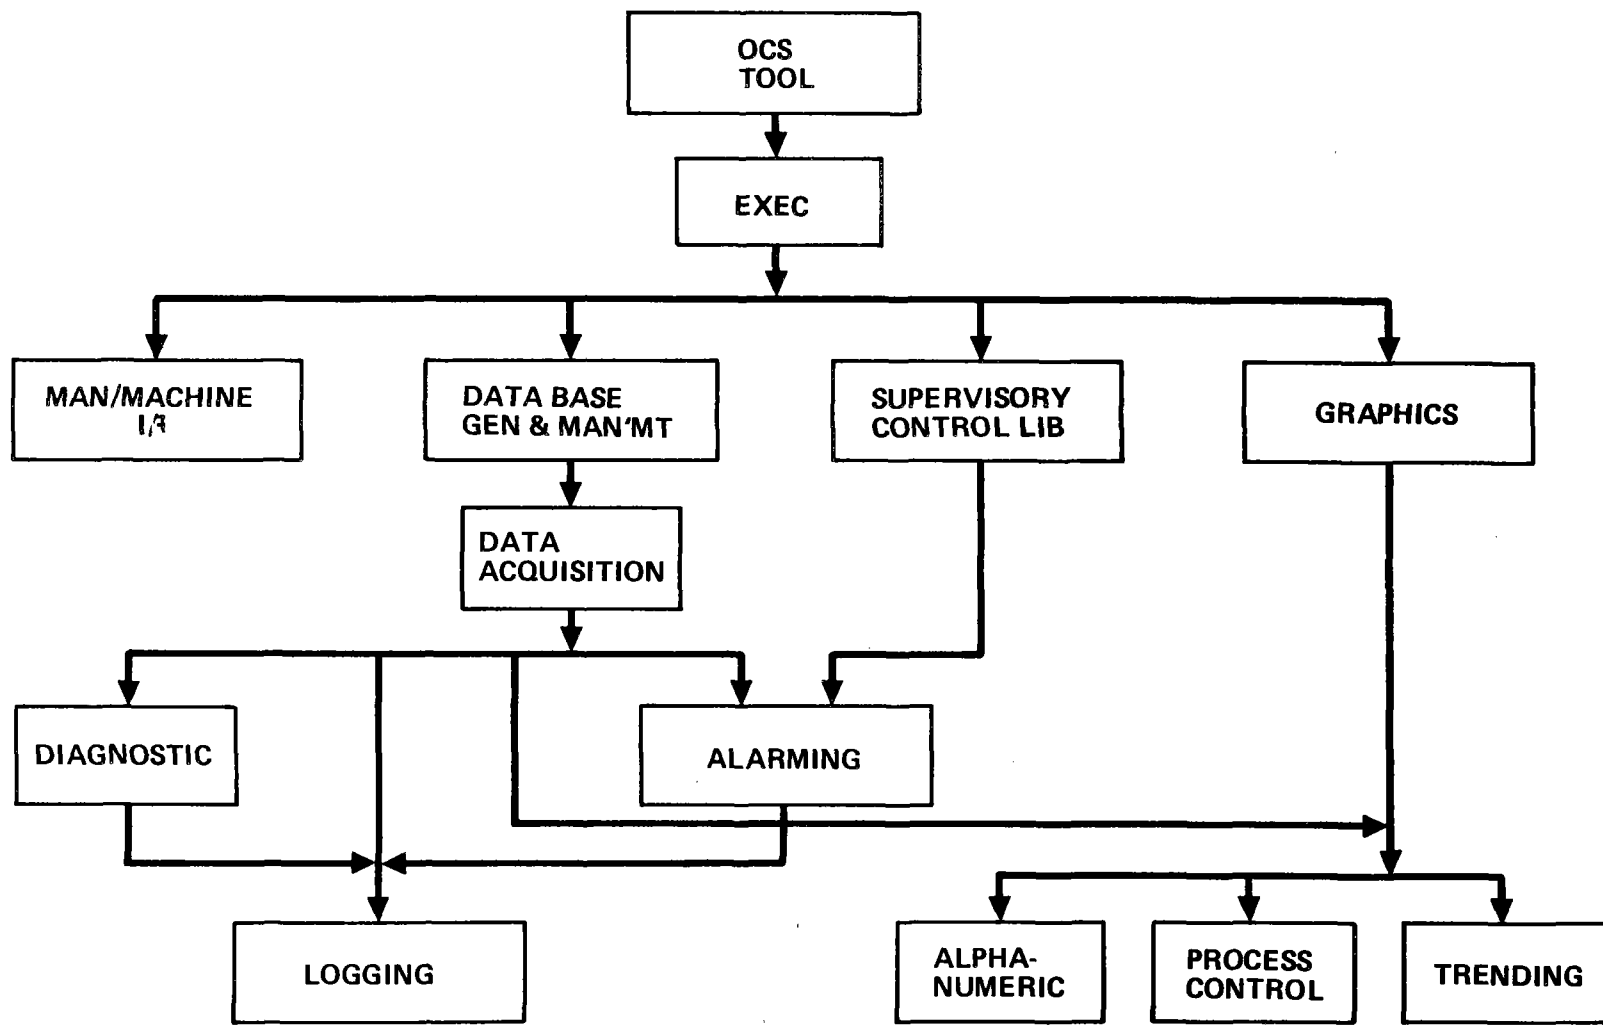 OCS
TOOL
EXEC
MAN/MACHINE
DATA BASE
GEN & MAN'MT
SUPERVISORY
CONTROL LIB
GRAPHICS
DATA
ACQUISITION
DIAGNOSTIC
ALARMING
LOGGING
ALPHA-
NUMERIC
PROCESS
CONTROL
TRENDING